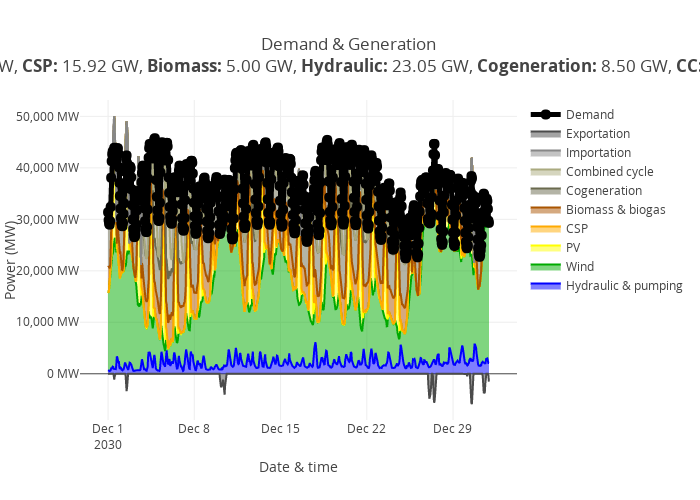 Demand & Generation
W, CSP: 15.92 GW, Biomass: 5.00 GW, Hydraulic: 23.05 GW, Cogeneration: 8.50 GW, CC:
50,000 MW
40,000 MW
30,000 MW
20,000 MW
10,000 MW
0 MW
Power (MW)
Dec 1
2030
Dec 8
Dec 15
Dec 22
Dec 29
Date & time
Demand
Exportation
Importation
Combined cycle
Cogeneration
Biomass & biogas
CSP
PV
Wind
Hydraulic & pumping